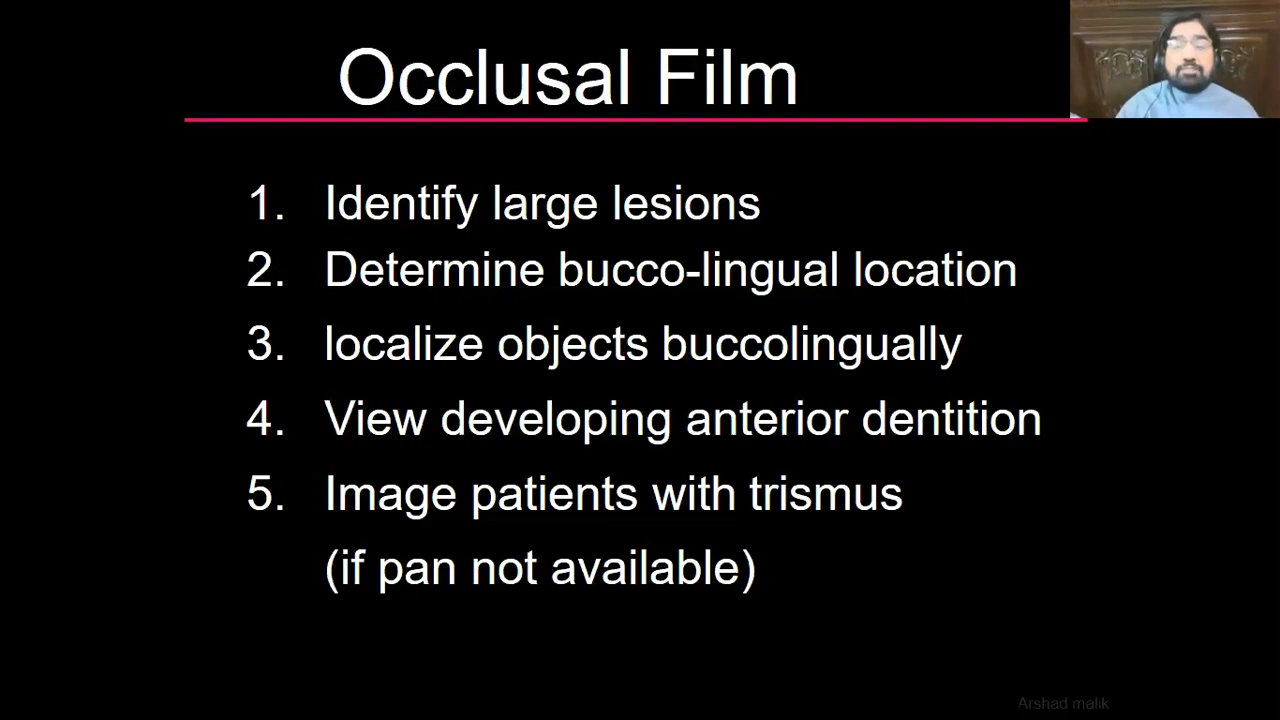 Occlusal Film
1. Identify large lesions
2. Determine bucco-lingual location
3. localize objects buccolingually
4. View developing anterior dentition
5. Image patients with trismus
(if pan not available)
Arshad malik